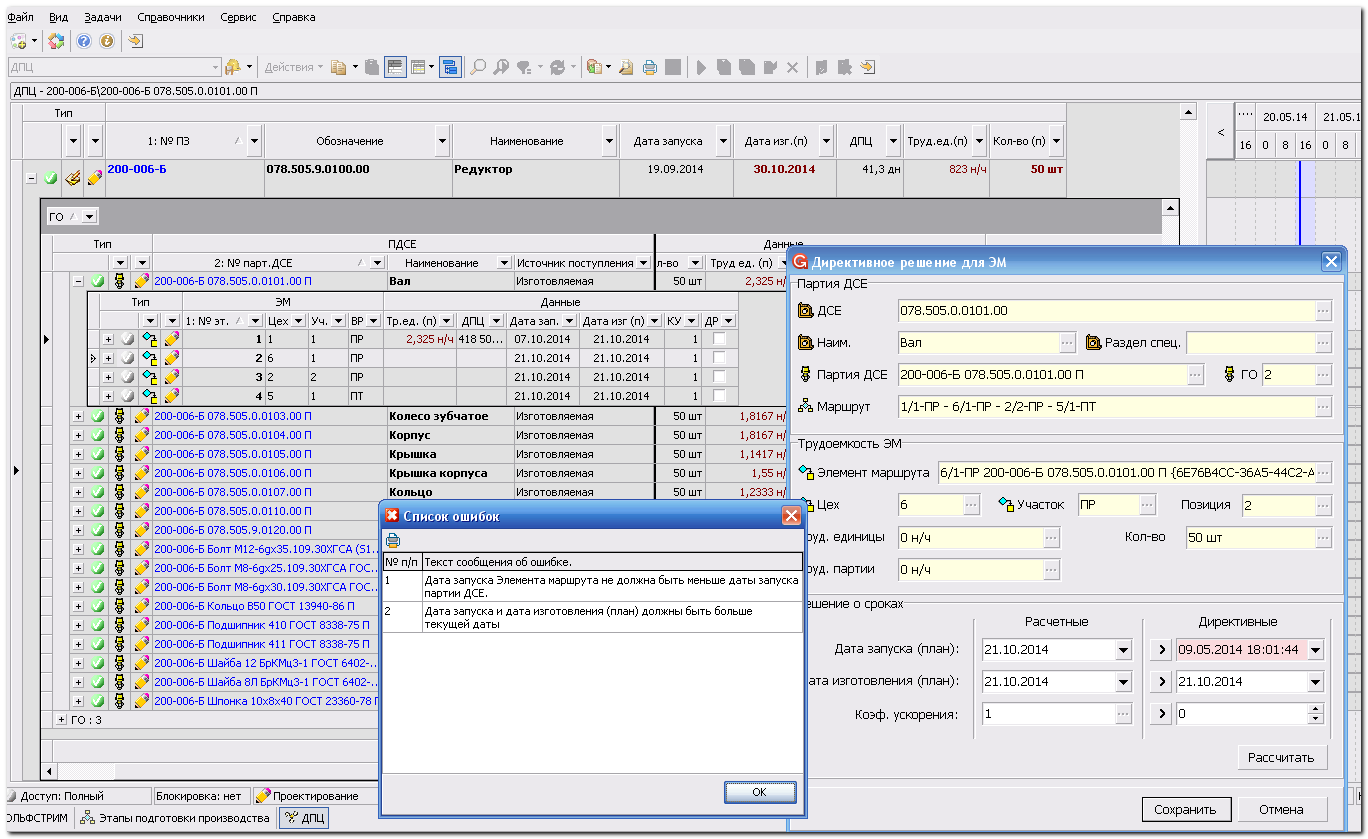 Файл Вид Задачи Справочники Сервис Справка
ДПЦ Действия
ДПЦ - 200-006-Б\200-006-Б 078.505.0.0101.00 П
Тип
1: № ПЗ Обозначение Наименование Дата запуска Дата изг.(п) ДПЦ Труд.ед.(п) Кол-во (п)
200-006-Б 078.505.9.0100.00 Редуктор 19.09.2014 30.10.2014 41,3 дн 823 н/ч 50 шт
< 20.05.14 21.05.1
16 0 8 16 0 8
ГО
Тип ПДСЕ Данные
2: № парт.ДСЕ Наименование Источник поступления л-во Труд ед. (п)
200-006-Б 078.505.0.0101.00 П Вал Изготовляемая 50 шт 2,325 н/
Тип ЭМ Данные
1: № эт. Цех Уч. ВР Тр.ед. (п) ДПЦ Дата зап. Дата изг (п) КУ ДР
1 1 1 ПР 2,325 н/ч 418 50... 07.10.2014 21.10.2014 1
2 6 1 ПР 21.10.2014 21.10.2014 1
3 2 2 ПР 21.10.2014 21.10.2014 1
4 5 1 ПТ 21.10.2014 21.10.2014 1
200-006-Б 078.505.0.0103.00 П Колесо зубчатое Изготовляемая 50 шт 1,8167 н/
200-006-Б 078.505.0.0104.00 П Корпус Изготовляемая 50 шт 1,8167 н/
200-006-Б 078.505.0.0105.00 П Крышка Изготовляемая 50 шт 1,1417 н/
200-006-Б 078.505.0.0106.00 П Крышка корпуса Изготовляемая 50 шт 1,55 н/
200-006-Б 078.505.0.0107.00 П Кольцо Изготовляемая 50 шт 1,2333 н/
200-006-Б 078.505.0.0110.00 П
200-006-Б 078.505.9.0120.00 П
200-006-Б Болт М12-6gx35.109.30ХГСА (S1...
200-006-Б Болт М8-6gx25.109.30ХГСА ГОС...
200-006-Б Болт М8-6gx30.109.30ХГСА ГОС...
200-006-Б Кольцо В50 ГОСТ 13940-86 П
200-006-Б Подшипник 410 ГОСТ 8338-75 П
200-006-Б Подшипник 411 ГОСТ 8338-75 П
200-006-Б Шайба 12 БрКМц3-1 ГОСТ 6402-...
200-006-Б Шайба 8Л БрКМц3-1 ГОСТ 6402-...
200-006-Б Шпонка 10х8х40 ГОСТ 23360-78 П
ГО : 3
Доступ: Полный Блокировка: нет Проектирование
ОЛЬФСТРИМ Этапы подготовки производства ДПЦ
Список ошибок
№ п/п Текст сообщения об ошибке.
1 Дата запуска Элемента маршрута не должна быть меньше даты запуска
партии ДСЕ.
2 Дата запуска и дата изготовления (план) должны быть больше
текущей даты
OK
Директивное решение для ЭМ
Партия ДСЕ
ДСЕ 078.505.0.0101.00
Наим. Вал Раздел спец.
Партия ДСЕ 200-006-Б 078.505.0.0101.00 П ГО 2
Маршрут 1/1-ПР - 6/1-ПР - 2/2-ПР - 5/1-ПТ
Трудоемкость ЭМ
Элемент маршрута 6/1-ПР 200-006-Б 078.505.0.0101.00 П {6E76B4CC-36A5-44C2-A
Цех 6 Участок ПР Позиция 2
руд. единицы 0 н/ч Кол-во 50 шт
руд. партии 0 н/ч
ешение о сроках
Расчетные Директивные
Дата запуска (план): 21.10.2014 > 09.05.2014 18:01:44
ата изготовления (план): 21.10.2014 > 21.10.2014
Коэф. ускорения: 1 > 0
Рассчитать
Сохранить Отмена